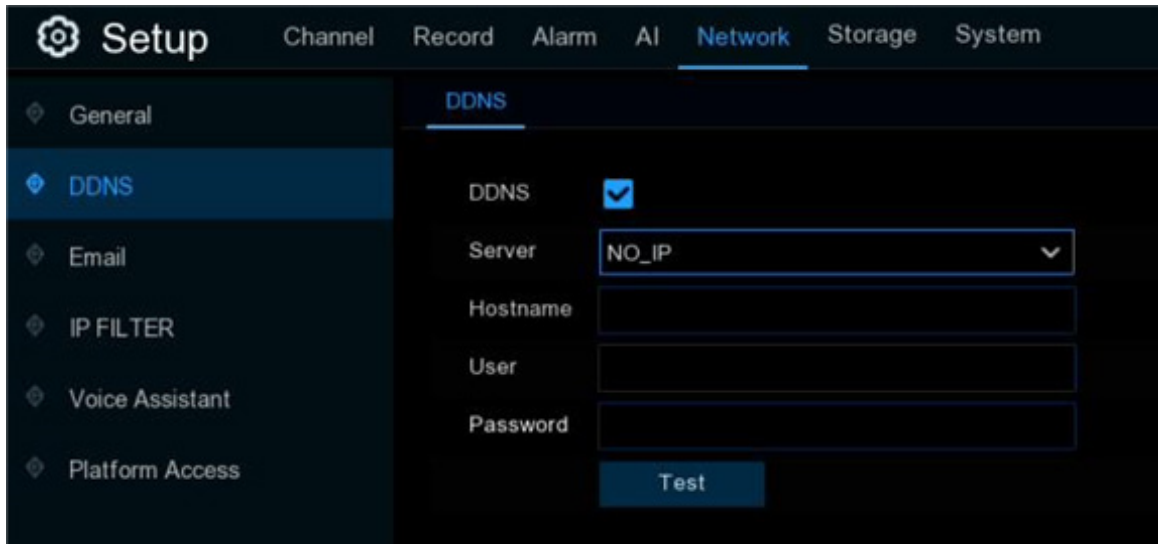 Setup Channel Record Alarm AI Network Storage System
General
DDNS
Email
IP FILTER
Voice Assistant
Platform Access
DDNS
DDNS
Server NO_IP
Hostname
User
Password
Test